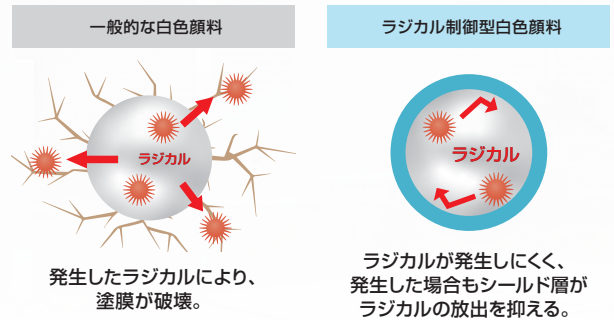 一般的な白色顔料
ラジカル制御型白色顔料
ラジカル
ラジカル
発生したラジカルにより、
塗膜が破壊。
ラジカルが発生しにくく、
発生した場合もシールド層が
ラジカルの放出を抑える。